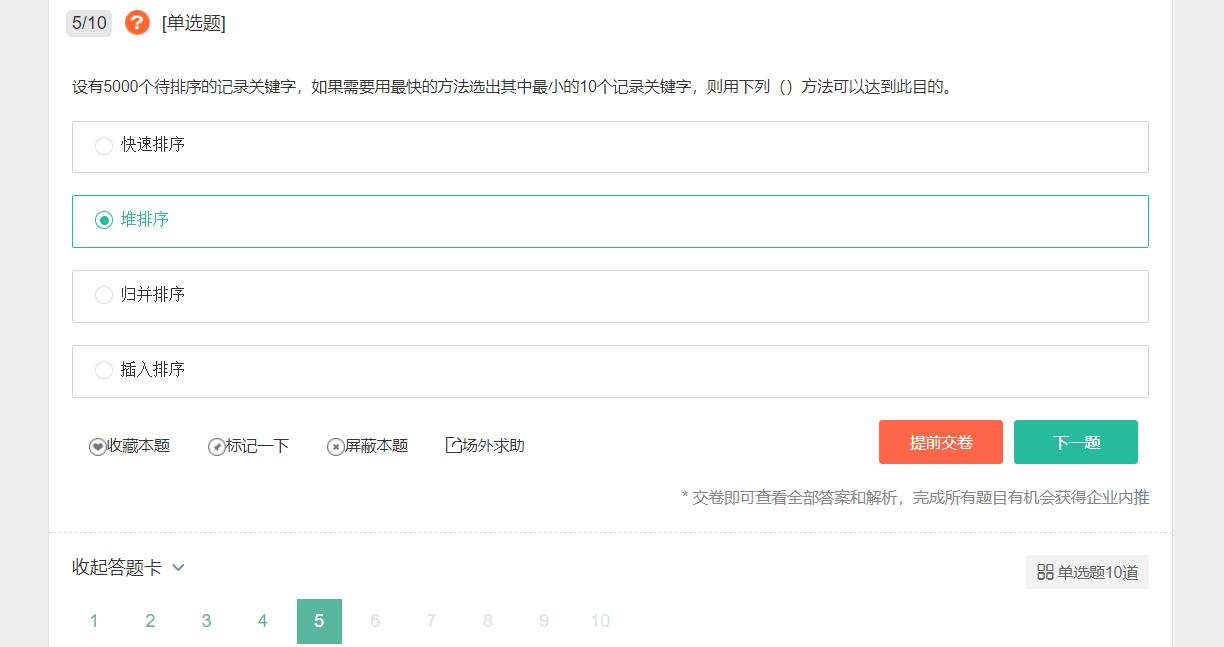 5/10 ? [单选题]
设有5000个待排序的记录关键字，如果需要用最快的方法选出其中最小的10个记录关键字，则用下列（）方法可以达到此目的。
快速排序
堆排序
归并排序
插入排序
收藏本题 标记一下 屏蔽本题 场外求助 提前交卷 下一题
* 交卷即可查看全部答案和解析，完成所有题目有机会获得企业内推
收起答题卡 单选题10道
1 2 3 4 5 6 7 8 9 10